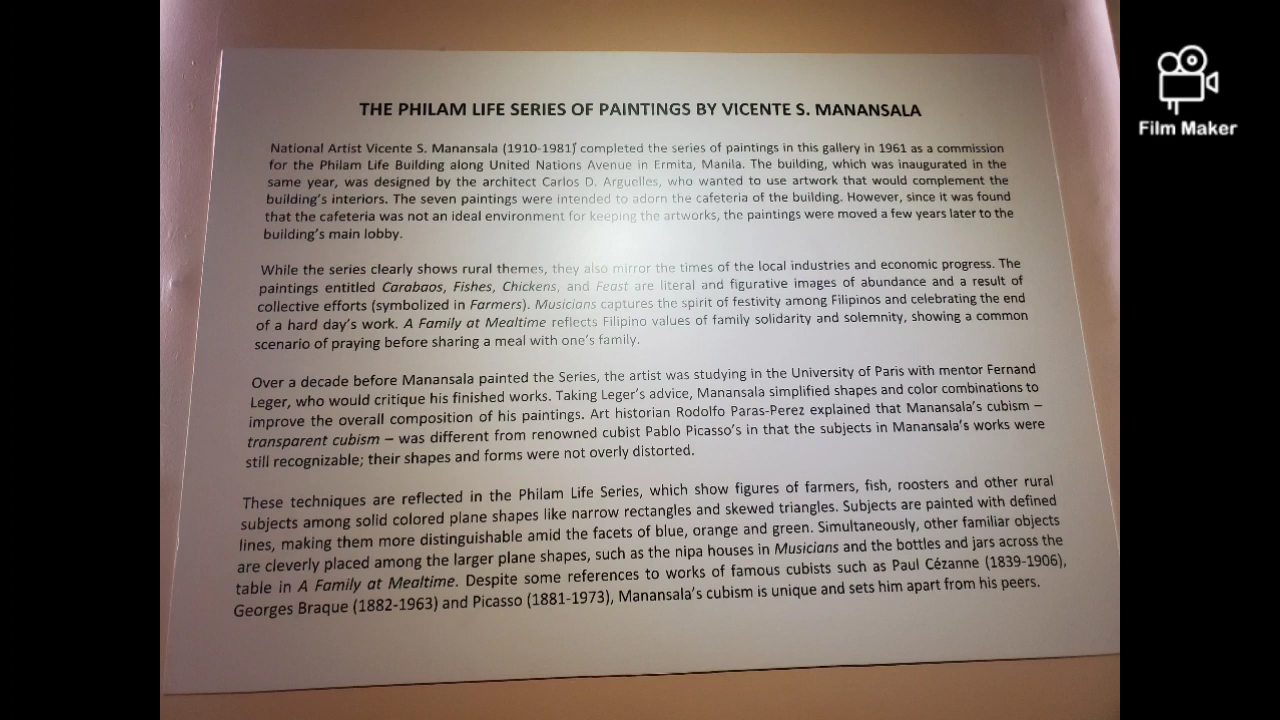 THE PHILAM LIFE SERIES OF PAINTINGS BY VICENTE S. MANANSALA
National Artist Vicente S. Manansala (1910-1981) completed the series of paintings in this gallery in 1961 as a commission
for the Philam Life Building along United Nations Avenue in Ermita, Manila. The building, which was inaugurated in the
same year, was designed by the architect Carlos D. Arguelles, who wanted to use artwork that would complement the
building's interiors. The seven paintings were intended to adorn the cafeteria of the building. However, since it was found
that the cafeteria was not an ideal environment for keeping the artworks, the paintings were moved a few years later to the
building's main lobby.
While the series clearly shows rural themes, they also mirror the times of the local industries and economic progress. The
paintings entitled Carabaos, Fishes, Chickens, and Feast are literal and figurative images of abundance and a result of
collective efforts (symbolized in Farmers). Musicians captures the spirit of festivity among Filipinos and celebrating the end
of a hard day's work. A Family at Mealtime reflects Filipino values of family solidarity and solemnity, showing a common
scenario of praying before sharing a meal with one's family.
Over a decade before Manansala painted the Series, the artist was studying in the University of Paris with mentor Fernand
Leger, who would critique his finished works. Taking Leger's advice, Manansala simplified shapes and color combinations to
improve the overall composition of his paintings. Art historian Rodolfo Paras-Perez explained that Manansala's cubism –
transparent cubism – was different from renowned cubist Pablo Picasso's in that the subjects in Manansala's works were
still recognizable; their shapes and forms were not overly distorted.
These techniques are reflected in the Philam Life Series, which show figures of farmers, fish, roosters and other rural
subjects among solid colored plane shapes like narrow rectangles and skewed triangles. Subjects are painted with defined
lines, making them more distinguishable amid the facets of blue, orange and green. Simultaneously, other familiar objects
are cleverly placed among the larger plane shapes, such as the nipa houses in Musicians and the bottles and jars across the
table in A Family at Mealtime. Despite some references to works of famous cubists such as Paul Cézanne (1839-1906),
Georges Braque (1882-1963) and Picasso (1881-1973), Manansala's cubism is unique and sets him apart from his peers.
Film Maker